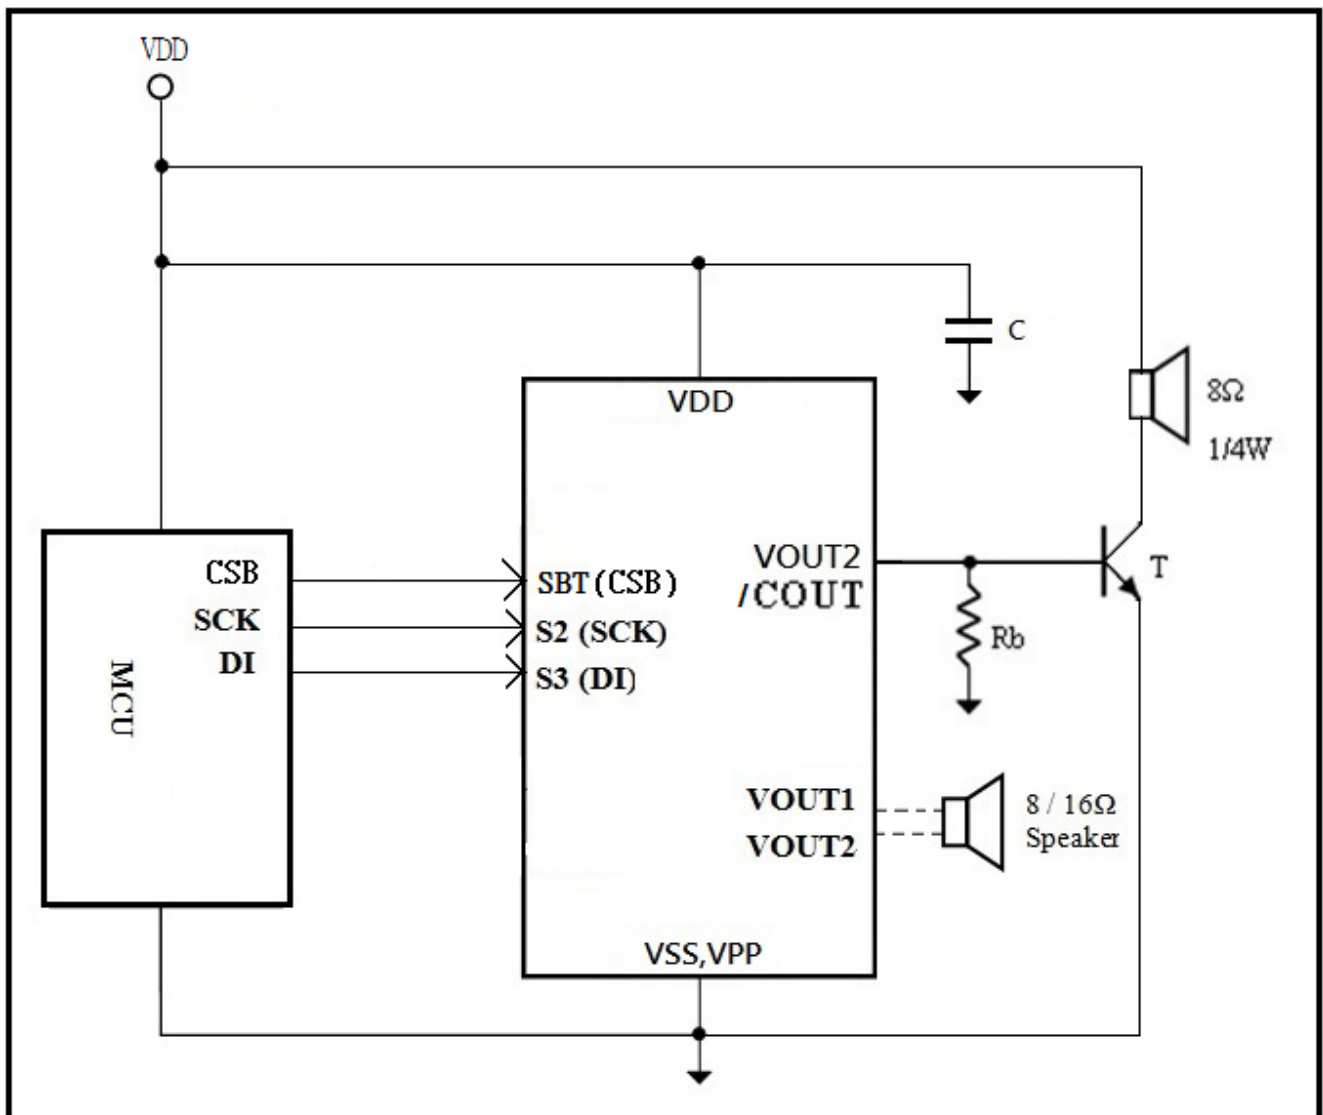 VDD
C
VDD
8Ω
1/4W
CSB
SCK
DI
MCU
SBT (CSB)
S2 (SCK)
S3 (DI)
VOUT2
/COUT
T
Rb
VOUT1
VOUT2
8 / 16Ω
Speaker
VSS,VPP